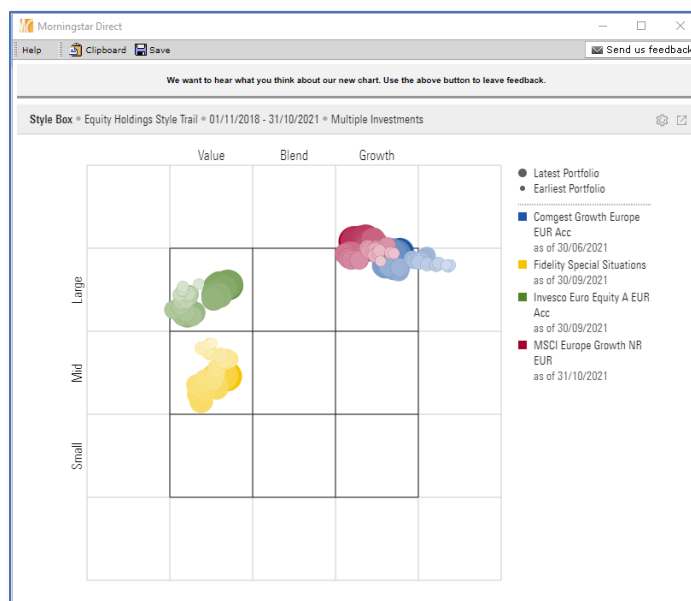 Morningstar Direct
Help Clipboard Save Send us feedback
We want to hear what you think about our new chart. Use the above button to leave feedback.
Style Box • Equity Holdings Style Trail • 01/11/2018 - 31/10/2021 • Multiple Investments
Value Blend Growth
Large
Mid
Small
Latest Portfolio
Earliest Portfolio
Comgest Growth Europe
EUR Acc
as of 30/06/2021
Fidelity Special Situations
as of 30/09/2021
Invesco Euro Equity A EUR
Acc
as of 30/09/2021
MSCI Europe Growth NR
EUR
as of 31/10/2021